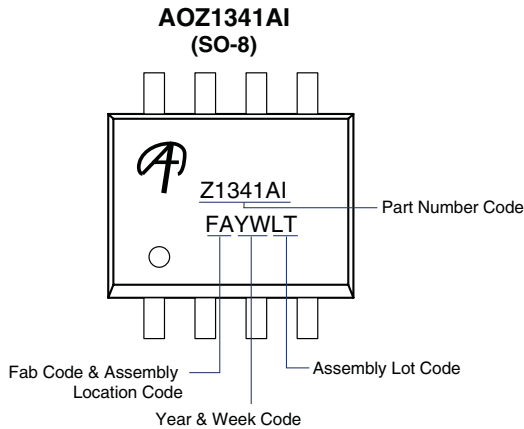 AOZ1341AI
(SO-8)
Z1341AI
Part Number Code
FAYWLT
Fab Code & Assembly
Location Code
Assembly Lot Code
Year & Week Code